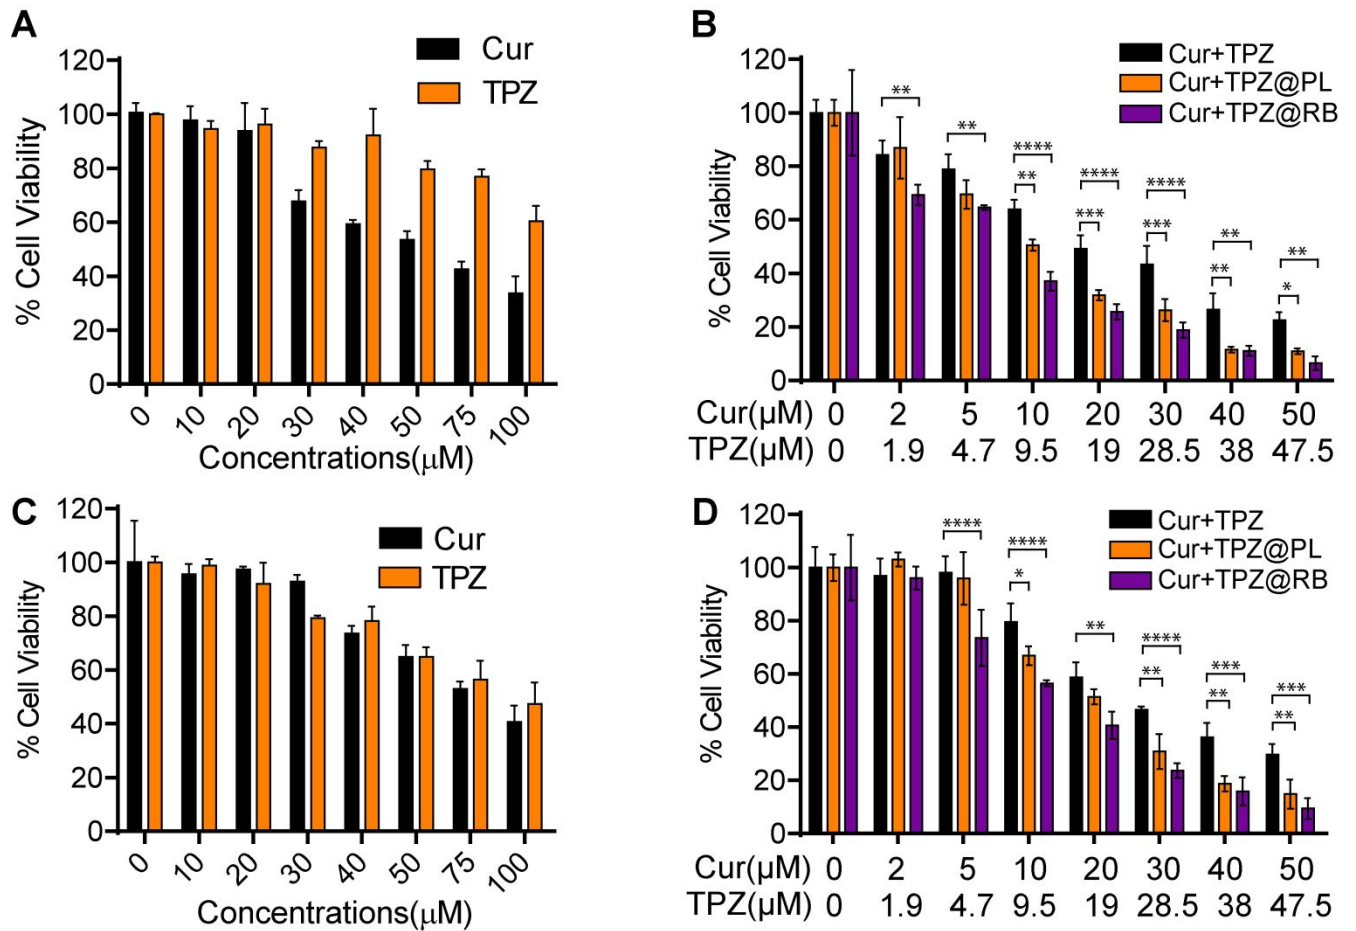 A
Cur
TPZ
% Cell Viability
120
100
80
60
40
20
0
0 10 20 30 40 50 75 100
Concentrations(μM)
B
Cur+TPZ
Cur+TPZ@PL
Cur+TPZ@RB
% Cell Viability
120
100
80
60
40
20
0
**
**
****
**
****
***
****
***
**
**
**
*
Cur(μM) 0 2 5 10 20 30 40 50
TPZ(μM) 0 1.9 4.7 9.5 19 28.5 38 47.5
C
Cur
TPZ
% Cell Viability
120
100
80
60
40
20
0
0 10 20 30 40 50 75 100
Concentrations(μM)
D
Cur+TPZ
Cur+TPZ@PL
Cur+TPZ@RB
% Cell Viability
120
100
80
60
40
20
0
****
****
*
**
****
**
***
**
***
**
Cur(μM) 0 2 5 10 20 30 40 50
TPZ(μM) 0 1.9 4.7 9.5 19 28.5 38 47.5